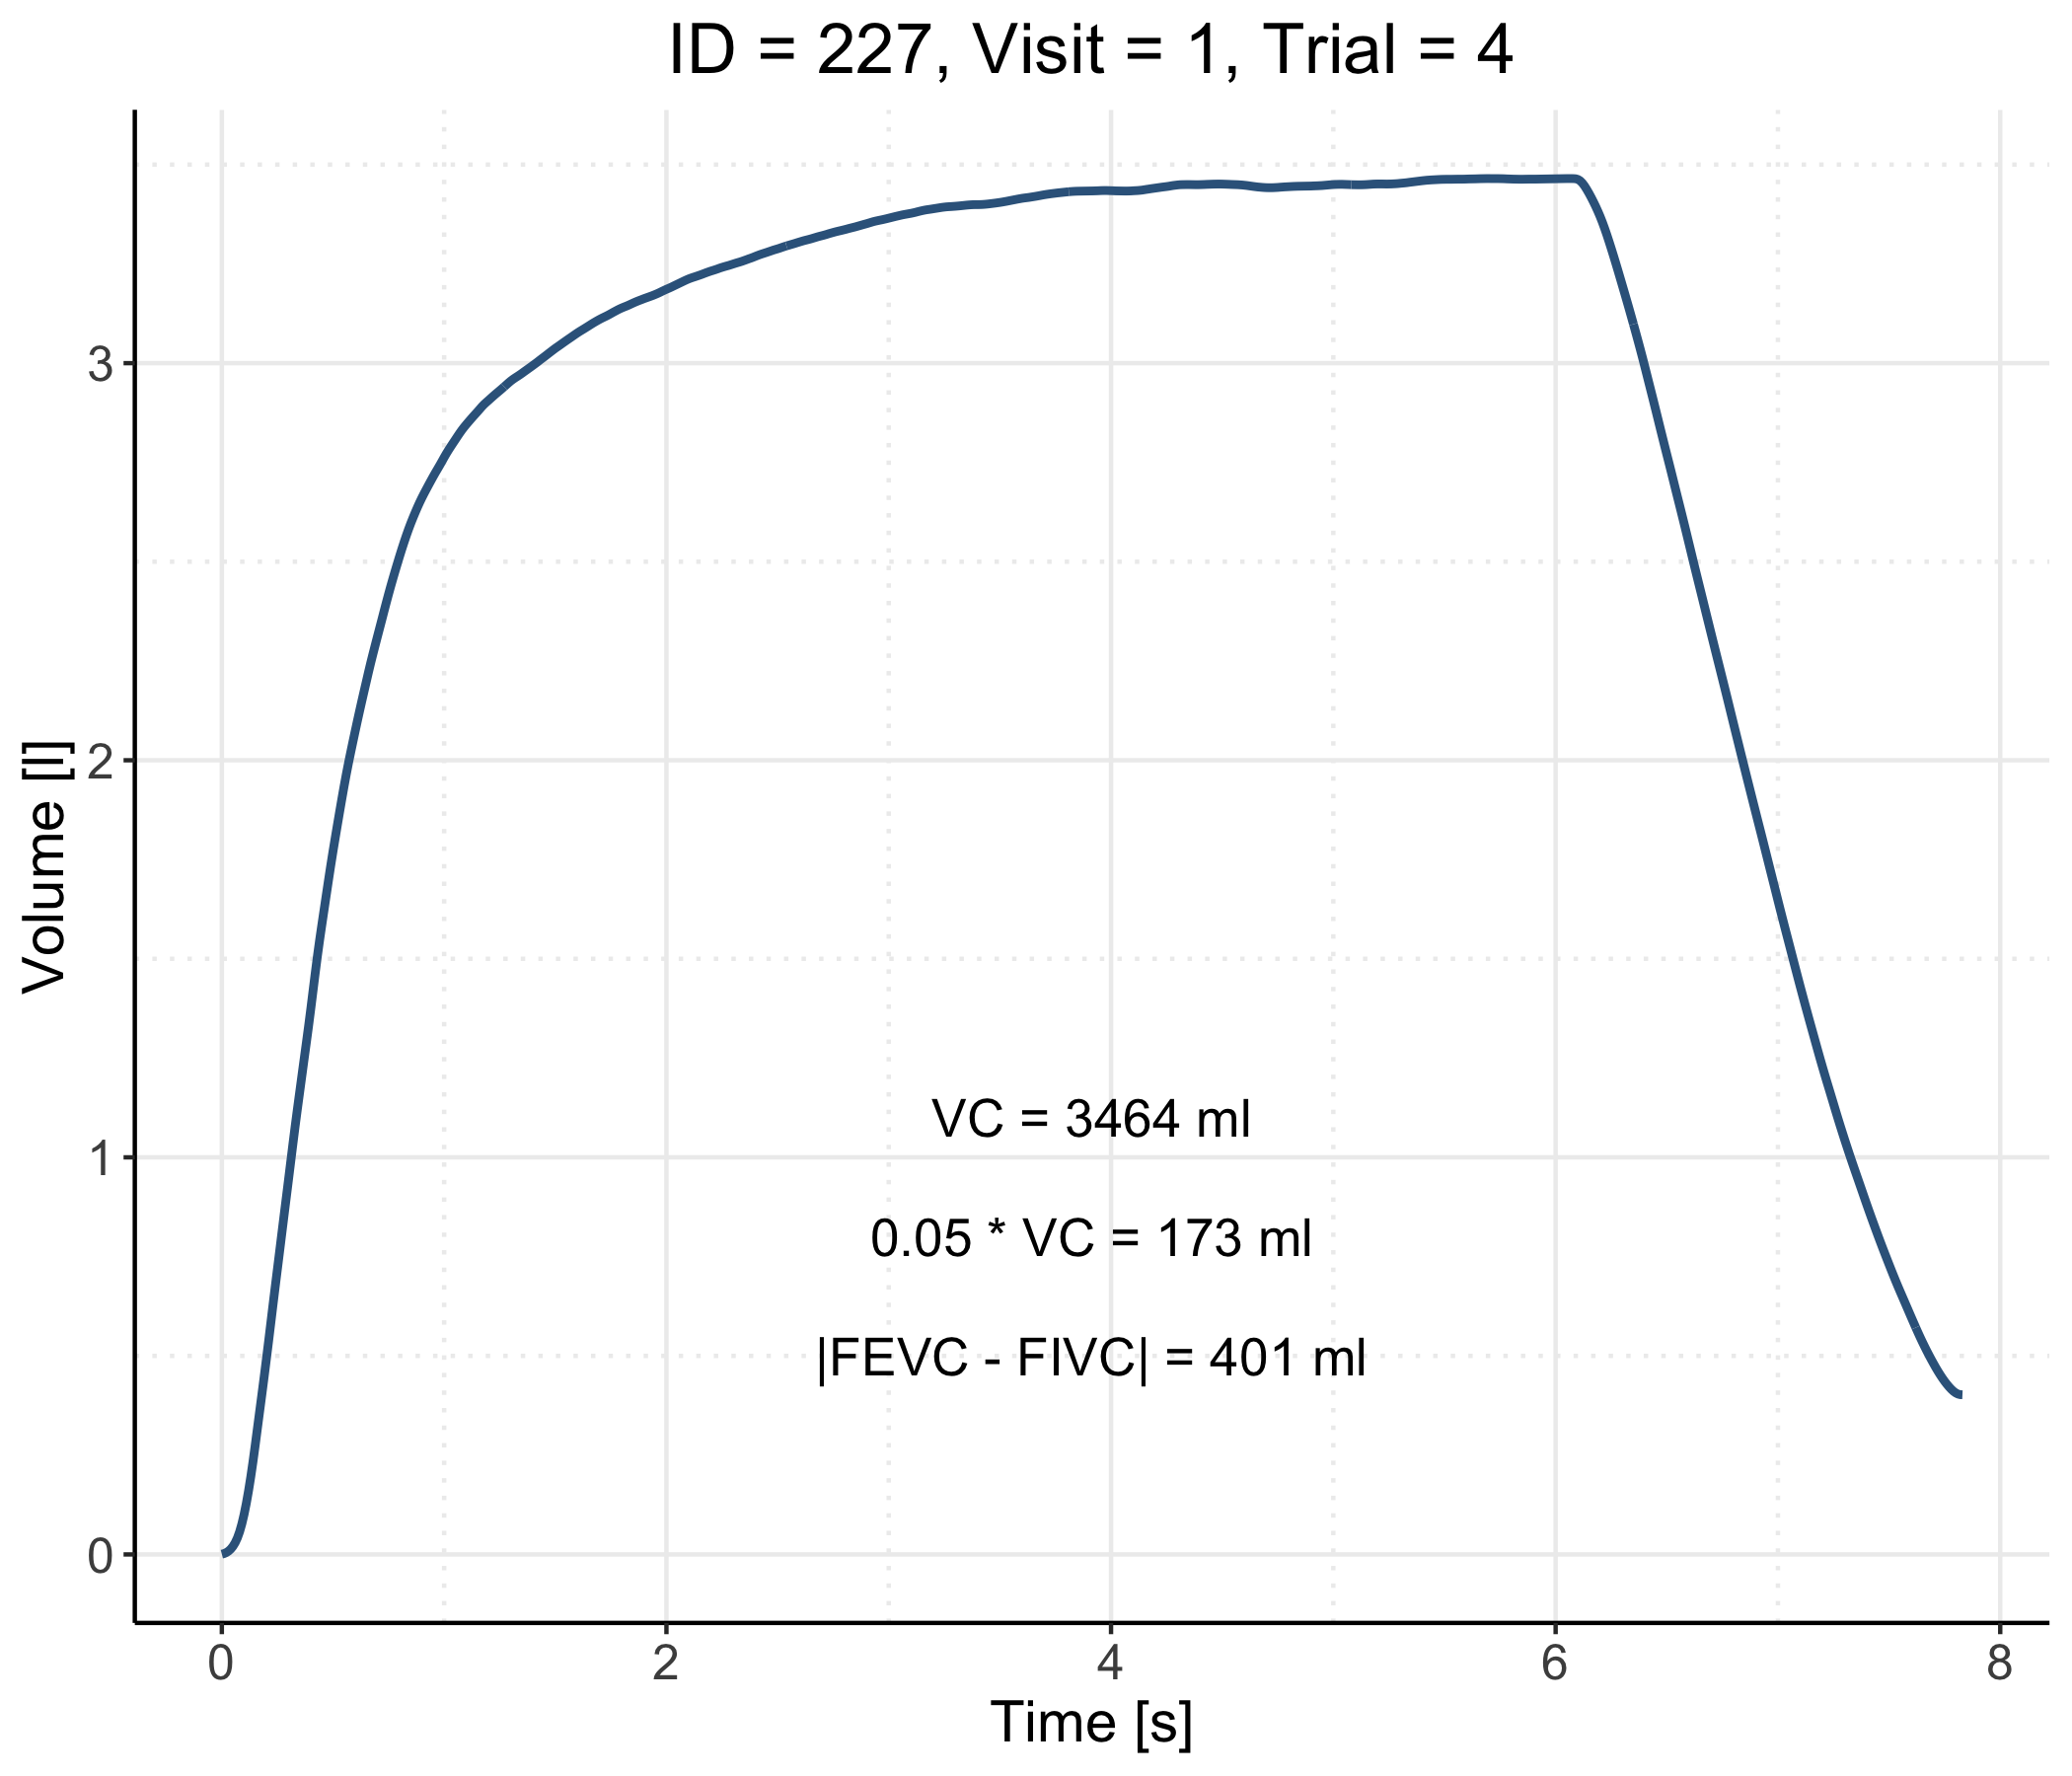 ID = 227, Visit = 1, Trial = 4
Volume [l]
3
2
1
0
VC = 3464 ml
0.05 * VC = 173 ml
|FEVC - FIVC| = 401 ml
0 2 4 6 8
Time [s]